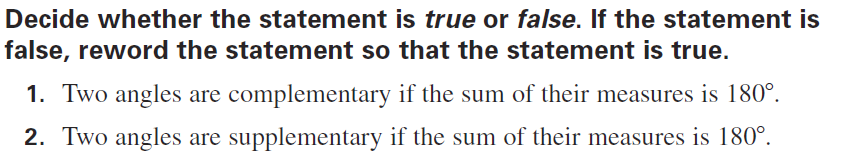 Decide whether the statement is true or false. If the statement is
false, reword the statement so that the statement is true.
1. Two angles are complementary if the sum of their measures is 180°.
2. Two angles are supplementary if the sum of their measures is 180°.